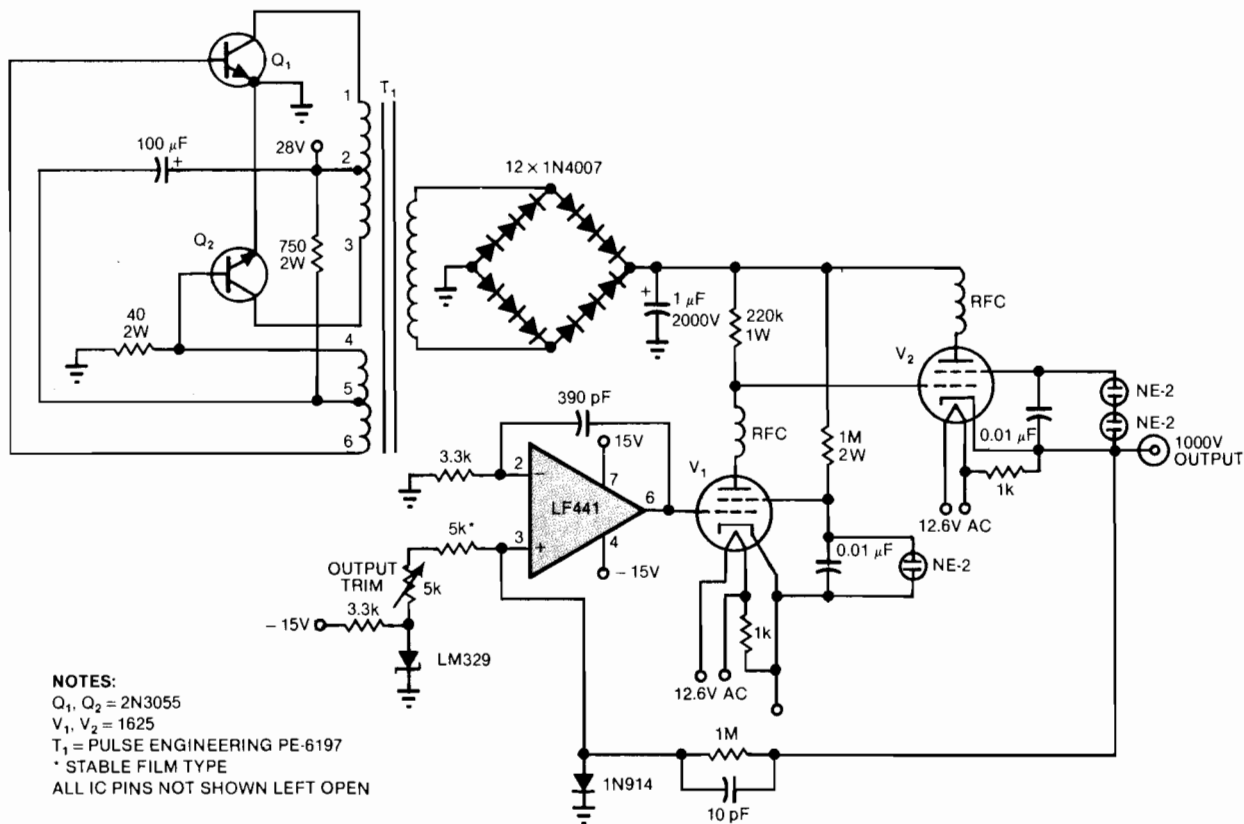 Q1
T1
1
100 μF
+
28V
2
12 × 1N4007
Q2
750
2W
3
40
2W
4
5
6
+
1 μF
2000V
220k
1W
RFC
V2
NE-2
NE-2
0.01 μF
1000V
OUTPUT
1k
12.6V AC
390 pF
15V
3.3k
2
−
7
LF441
6
5k*
3
+
4
− 15V
OUTPUT
TRIM
5k
− 15V
3.3k
LM329
RFC
V1
1M
2W
0.01 μF
NE-2
1k
12.6V AC
1M
10 pF
1N914
NOTES:
Q1, Q2 = 2N3055
V1, V2 = 1625
T1 = PULSE ENGINEERING PE-6197
* STABLE FILM TYPE
ALL IC PINS NOT SHOWN LEFT OPEN